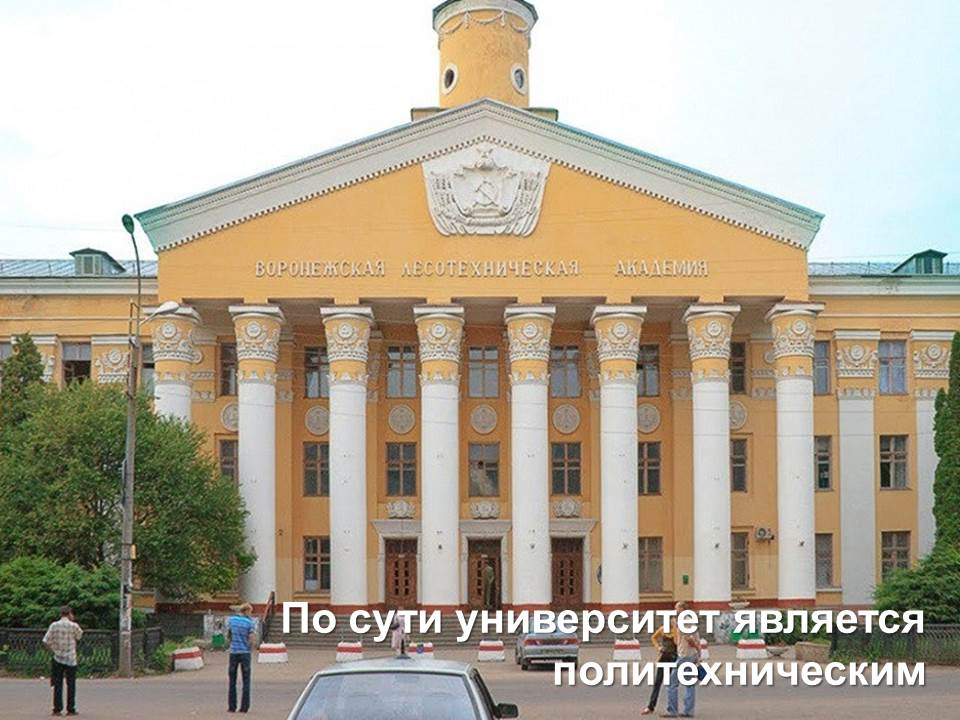 ВОРОНЕЖСКАЯ ЛЕСОТЕХНИЧЕСКАЯ АКАДЕМИЯ
По сути университет является
политехническим